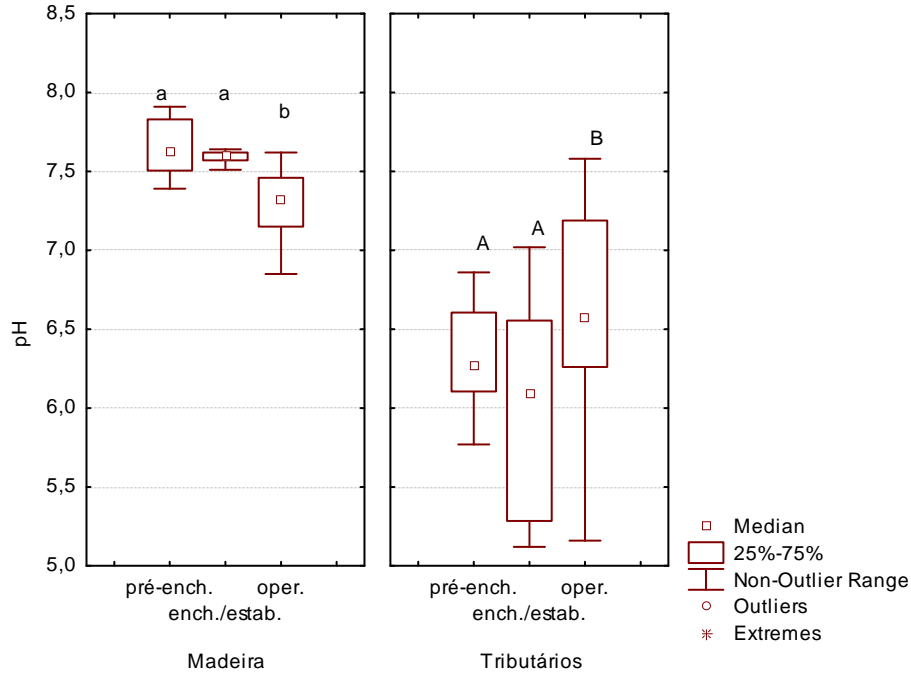 8,5
8,0
7,5
7,0
6,5
6,0
5,5
5,0
pH
a a b
A A B
pré-ench. oper.
ench./estab.
Madeira
pré-ench. oper.
ench./estab.
Tributários
Median
25%-75%
Non-Outlier Range
Outliers
Extremes